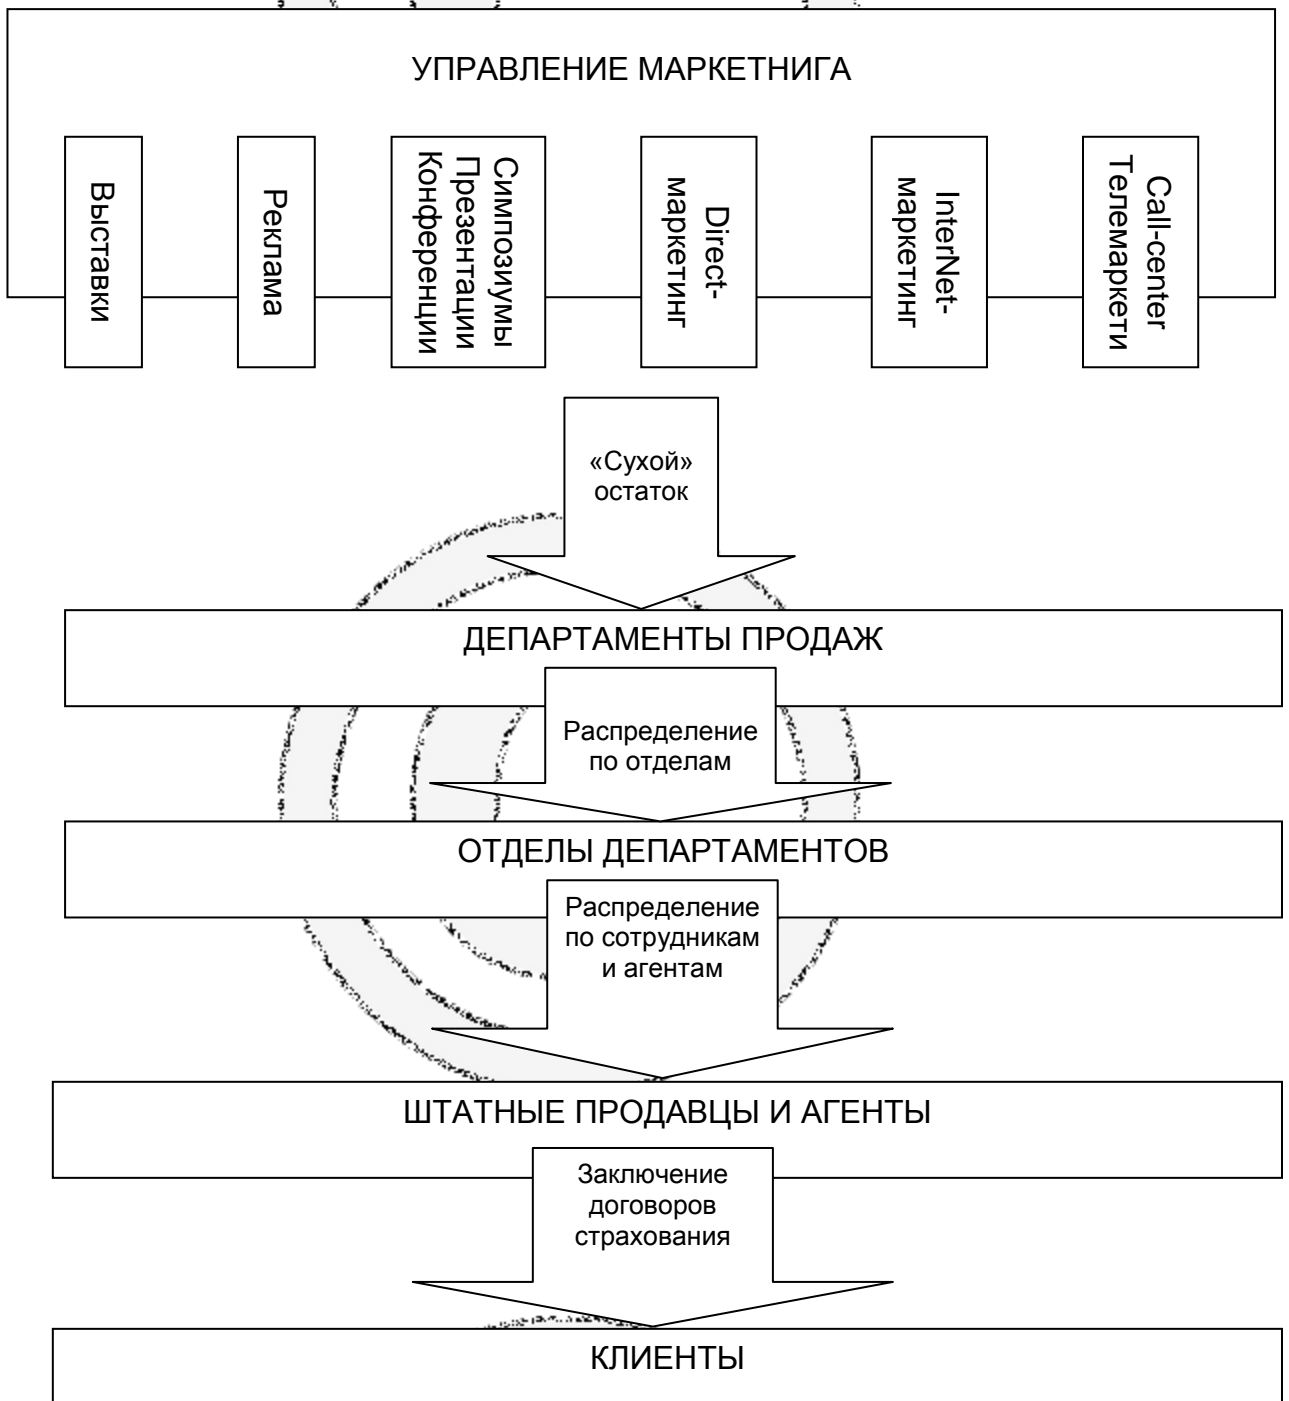 УПРАВЛЕНИЕ МАРКЕТНИГА
Выставки
Реклама
Симпозиумы
Презентации
Конференции
Direct-
маркетинг
InterNet-
маркетинг
Call-center
Телемаркети
«Сухой»
остаток
ДЕПАРТАМЕНТЫ ПРОДАЖ
Распределение
по отделам
ОТДЕЛЫ ДЕПАРТАМЕНТОВ
Распределение
по сотрудникам
и агентам
ШТАТНЫЕ ПРОДАВЦЫ И АГЕНТЫ
Заключение
договоров
страхования
КЛИЕНТЫ